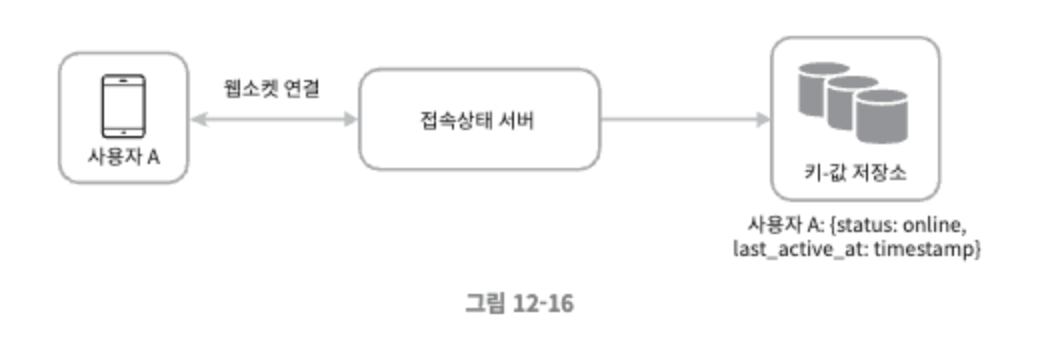 웹소켓 연결
사용자 A
접속상태 서버
키-값 저장소
사용자 A: {status: online,
last_active_at: timestamp}
그림 12-16